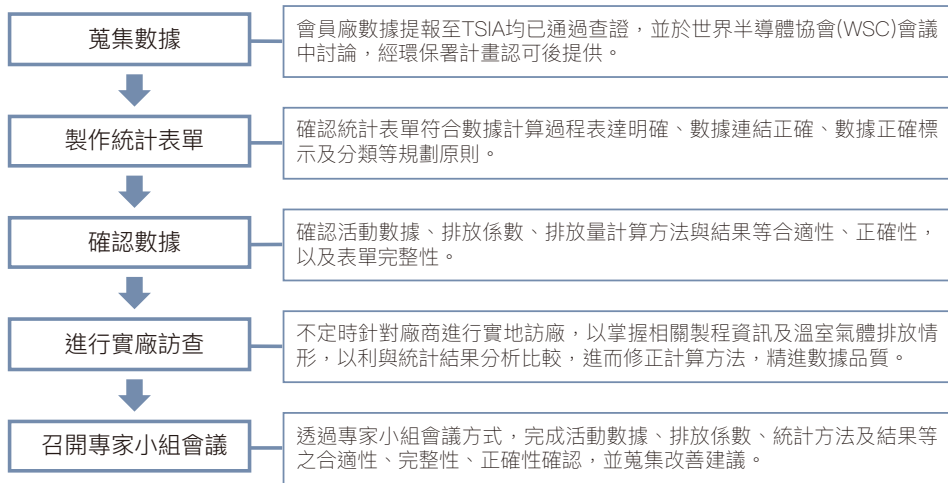 蒐集數據
會員廠數據提報至TSIA均已通過查證，並於世界半導體協會(WSC)會議
中討論，經環保署計畫認可後提供。
製作統計表單
確認統計表單符合數據計算過程表達明確、數據連結正確、數據正確標
示及分類等規劃原則。
確認數據
確認活動數據、排放係數、排放量計算方法與結果等合適性、正確性，
以及表單完整性。
進行實廠訪查
不定時針對廠商進行實地訪廠，以掌握相關製程資訊及溫室氣體排放情
形，以利與統計結果分析比較，進而修正計算方法，精進數據品質。
召開專家小組會議
透過專家小組會議方式，完成活動數據、排放係數、統計方法及結果等
之合適性、完整性、正確性確認，並蒐集改善建議。